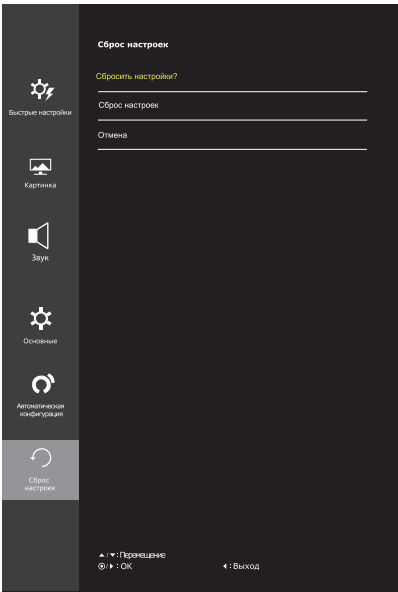 Сброс настроек
Сбросить настройки?
Сброс настроек
Отмена
Быстрые настройки
Картинка
Звук
Основные
Автоматическая
конфигурация
Сброс
настроек
▲/▼:Перемещение
◉/▶ : OK
◀ : Выход